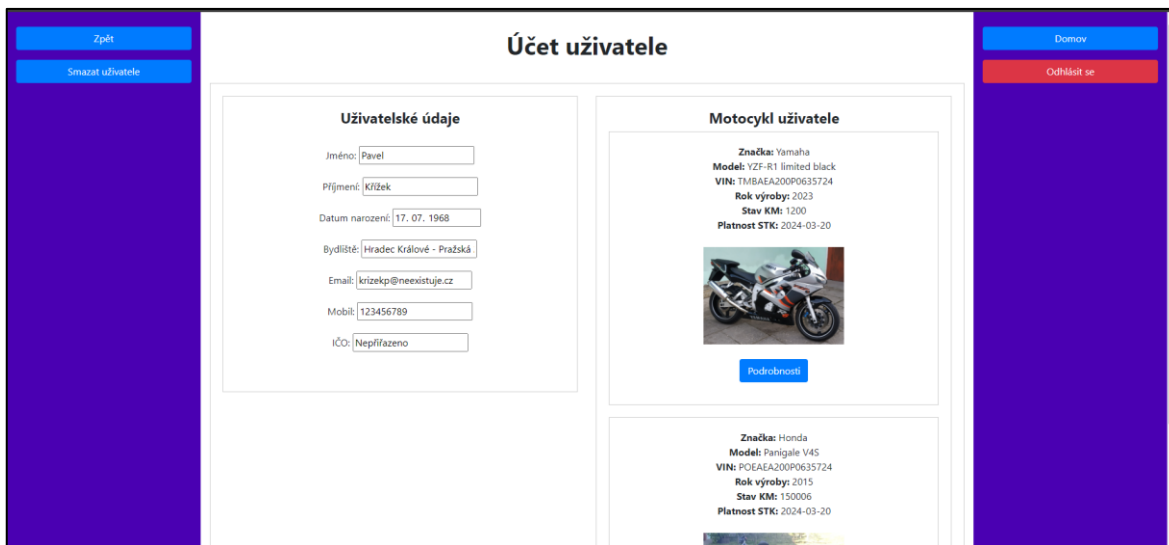 Zpět
Smazat uživatele
Účet uživatele
Domov
Odhlásit se
Uživatelské údaje
Jméno: Pavel
Příjmení: Křížek
Datum narození: 17. 07. 1968
Bydliště: Hradec Králové - Pražská
Email: krizekp@neexistuje.cz
Mobil: 123456789
IČO: Nepřiřazeno
Motocykl uživatele
Značka: Yamaha
Model: YZF-R1 limited black
VIN: TMBAEA200P0635724
Rok výroby: 2023
Stav KM: 1200
Platnost STK: 2024-03-20
Podrobnosti
Značka: Honda
Model: Panigale V4S
VIN: POEAEA200P0635724
Rok výroby: 2015
Stav KM: 150006
Platnost STK: 2024-03-20